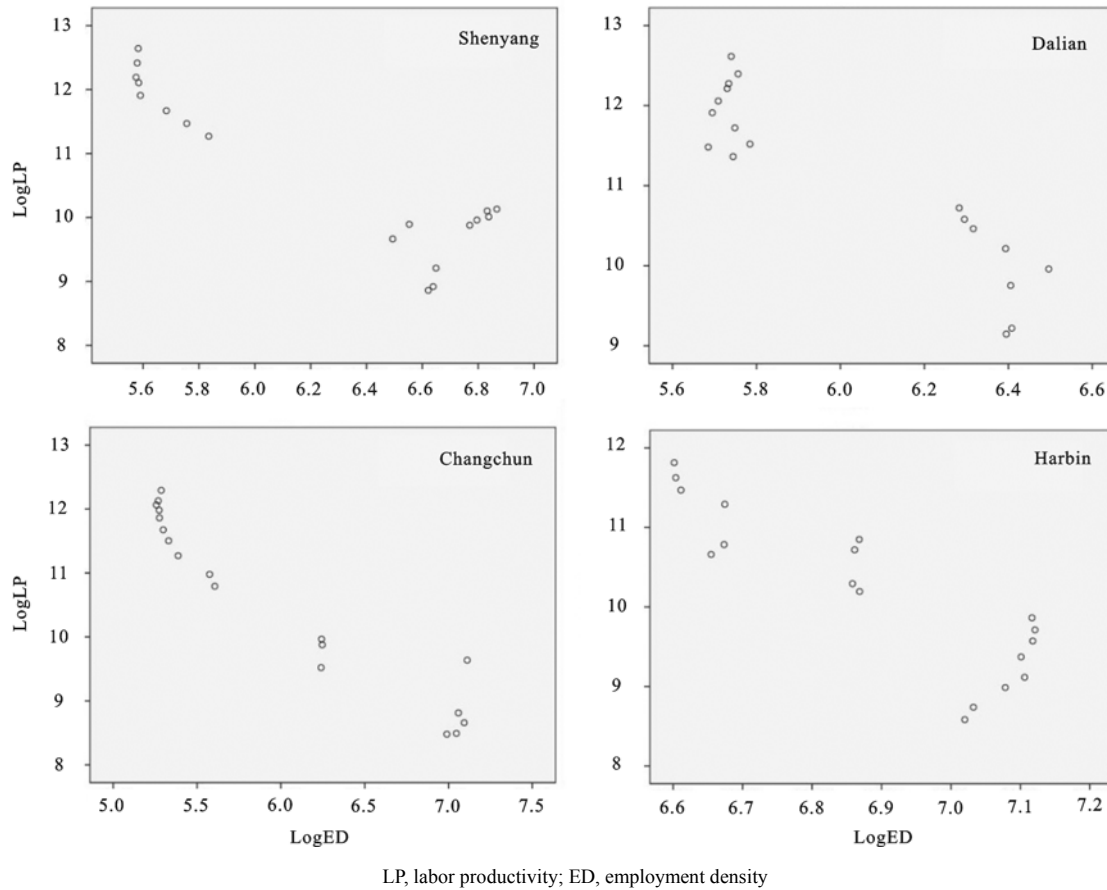 13
12
11
10
9
8
LogLP
Shenyang
5.6 5.8 6.0 6.2 6.4 6.6 6.8 7.0
13
12
11
10
9
Dalian
5.6 5.8 6.0 6.2 6.4 6.6
13
12
11
10
9
8
LogLP
Changchun
5.0 5.5 6.0 6.5 7.0 7.5
LogED
12
11
10
9
8
Harbin
6.6 6.7 6.8 6.9 7.0 7.1 7.2
LogED
LP, labor productivity; ED, employment density